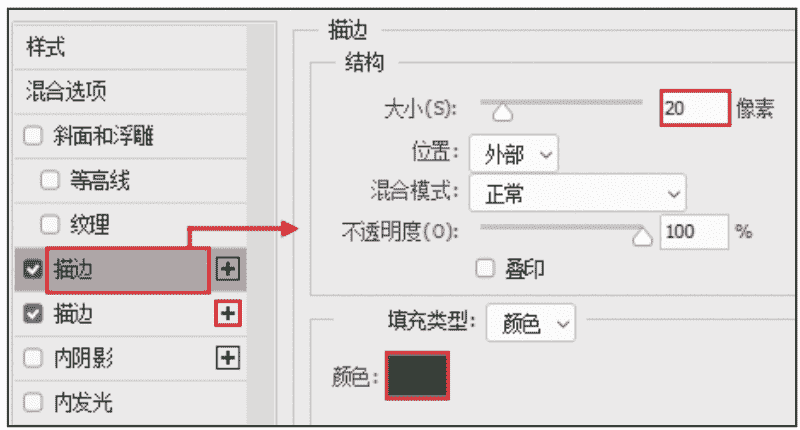 样式
混合选项
斜面和浮雕
等高线
纹理
描边
描边
内阴影
内发光
描边
结构
大小(S): 20 像素
位置: 外部
混合模式: 正常
不透明度(O): 100 %
叠印
填充类型: 颜色
颜色: